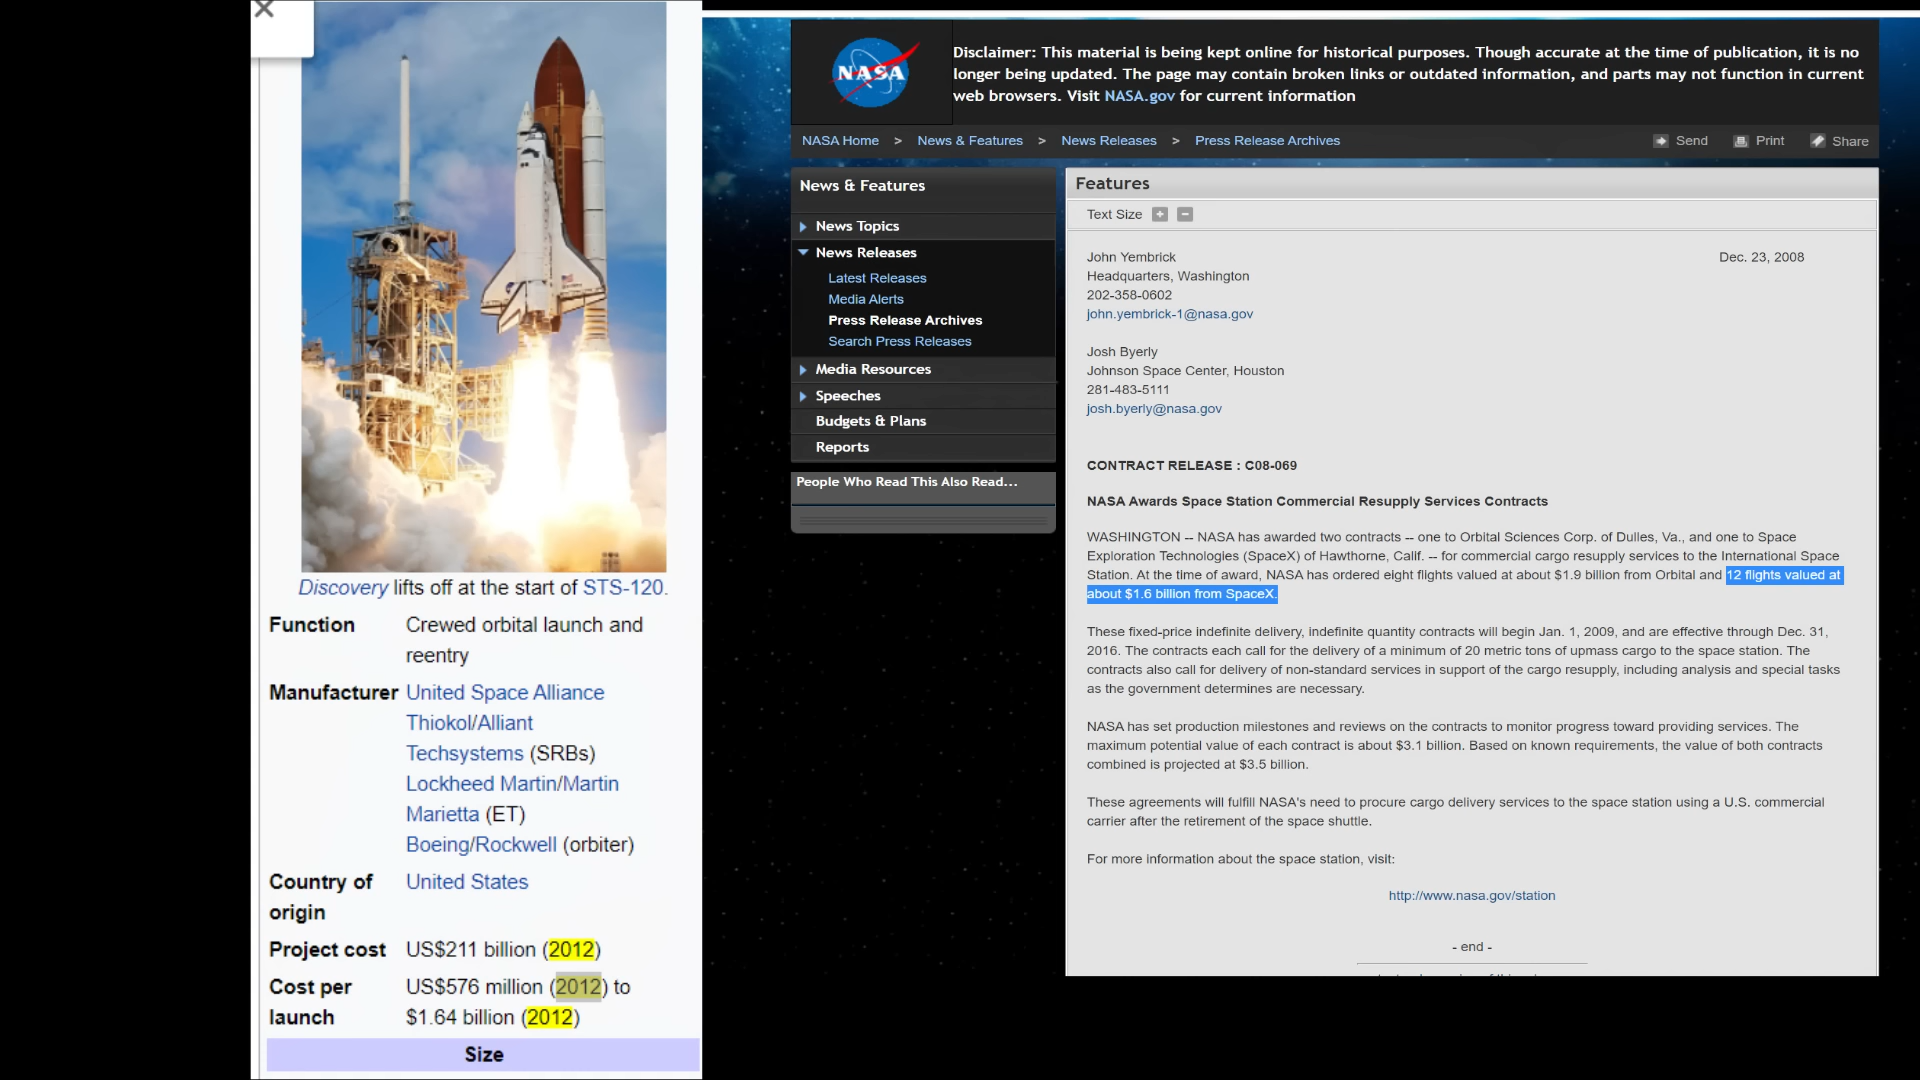 Discovery lifts off at the start of STS-120.
Function Crewed orbital launch and
reentry
Manufacturer United Space Alliance
Thiokol/Alliant
Techsystems (SRBs)
Lockheed Martin/Martin
Marietta (ET)
Boeing/Rockwell (orbiter)
Country of United States
origin
Project cost US$211 billion (2012)
Cost per US$576 million (2012) to
launch $1.64 billion (2012)
Size
NASA
Disclaimer: This material is being kept online for historical purposes. Though accurate at the time of publication, it is no
longer being updated. The page may contain broken links or outdated information, and parts may not function in current
web browsers. Visit NASA.gov for current information
NASA Home > News & Features > News Releases > Press Release Archives
Send Print Share
News & Features
News Topics
News Releases
Latest Releases
Media Alerts
Press Release Archives
Search Press Releases
Media Resources
Speeches
Budgets & Plans
Reports
People Who Read This Also Read...
Features
Text Size + -
John Yembrick Dec. 23, 2008
Headquarters, Washington
202-358-0602
john.yembrick-1@nasa.gov
Josh Byerly
Johnson Space Center, Houston
281-483-5111
josh.byerly@nasa.gov
CONTRACT RELEASE : C08-069
NASA Awards Space Station Commercial Resupply Services Contracts
WASHINGTON -- NASA has awarded two contracts -- one to Orbital Sciences Corp. of Dulles, Va., and one to Space
Exploration Technologies (SpaceX) of Hawthorne, Calif. -- for commercial cargo resupply services to the International Space
Station. At the time of award, NASA has ordered eight flights valued at about $1.9 billion from Orbital and 12 flights valued at
about $1.6 billion from SpaceX.
These fixed-price indefinite delivery, indefinite quantity contracts will begin Jan. 1, 2009, and are effective through Dec. 31,
2016. The contracts each call for the delivery of a minimum of 20 metric tons of upmass cargo to the space station. The
contracts also call for delivery of non-standard services in support of the cargo resupply, including analysis and special tasks
as the government determines are necessary.
NASA has set production milestones and reviews on the contracts to monitor progress toward providing services. The
maximum potential value of each contract is about $3.1 billion. Based on known requirements, the value of both contracts
combined is projected at $3.5 billion.
These agreements will fulfill NASA's need to procure cargo delivery services to the space station using a U.S. commercial
carrier after the retirement of the space shuttle.
For more information about the space station, visit:
http://www.nasa.gov/station
- end -